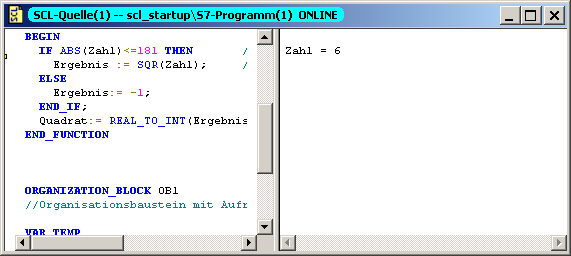 SCL-Quelle(1) -- scl_startup\S7-Programm(1) ONLINE
BEGIN
IF ABS(Zahl)<=181 THEN //
Ergebnis := SQR(Zahl); //
ELSE
Ergebnis:= -1;
END_IF;
Quadrat:= REAL_TO_INT(Ergebnis
END_FUNCTION
ORGANIZATION_BLOCK OB1
//Organisationsbaustein mit Aufr
VAR_TEMP
Zahl = 6